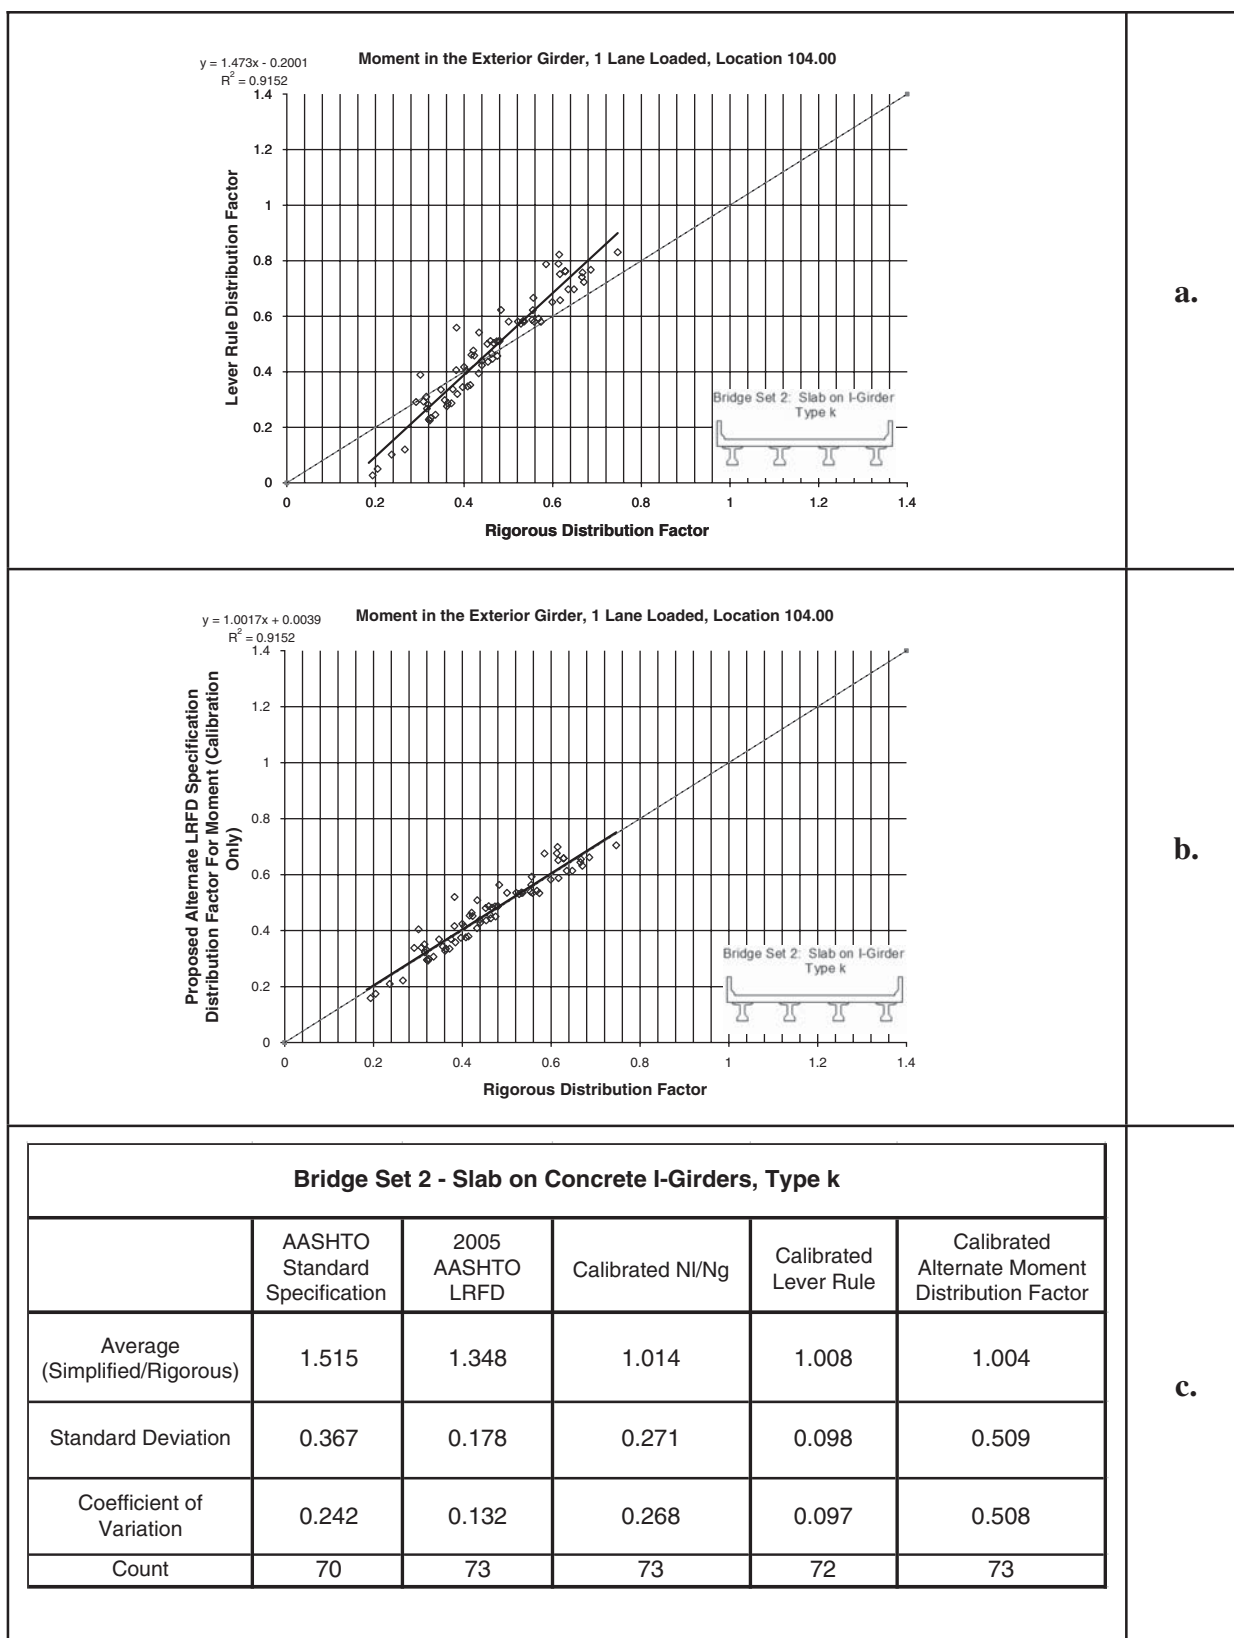 y = 1.473x - 0.2001
R2 = 0.9152
Moment in the Exterior Girder, 1 Lane Loaded, Location 104.00
Lever Rule Distribution Factor
1.4
1.2
1
0.8
0.6
0.4
0.2
0
0 0.2 0.4 0.6 0.8 1 1.2 1.4
Rigorous Distribution Factor
Bridge Set 2: Slab on I-Girder
Type k
a.
y = 1.0017x + 0.0039
R2 = 0.9152
Moment in the Exterior Girder, 1 Lane Loaded, Location 104.00
Proposed Alternate LRFD Specification
Distribution Factor For Moment (Calibration
Only)
1.4
1.2
1
0.8
0.6
0.4
0.2
0
0 0.2 0.4 0.6 0.8 1 1.2 1.4
Rigorous Distribution Factor
Bridge Set 2: Slab on I-Girder
Type k
b.
Bridge Set 2 - Slab on Concrete I-Girders, Type k
AASHTO
Standard
Specification
2005
AASHTO
LRFD
Calibrated Nl/Ng
Calibrated
Lever Rule
Calibrated
Alternate Moment
Distribution Factor
Average
(Simplified/Rigorous)
1.515 1.348 1.014 1.008 1.004
Standard Deviation 0.367 0.178 0.271 0.098 0.509
Coefficient of
Variation
0.242 0.132 0.268 0.097 0.508
Count 70 73 73 72 73
c.